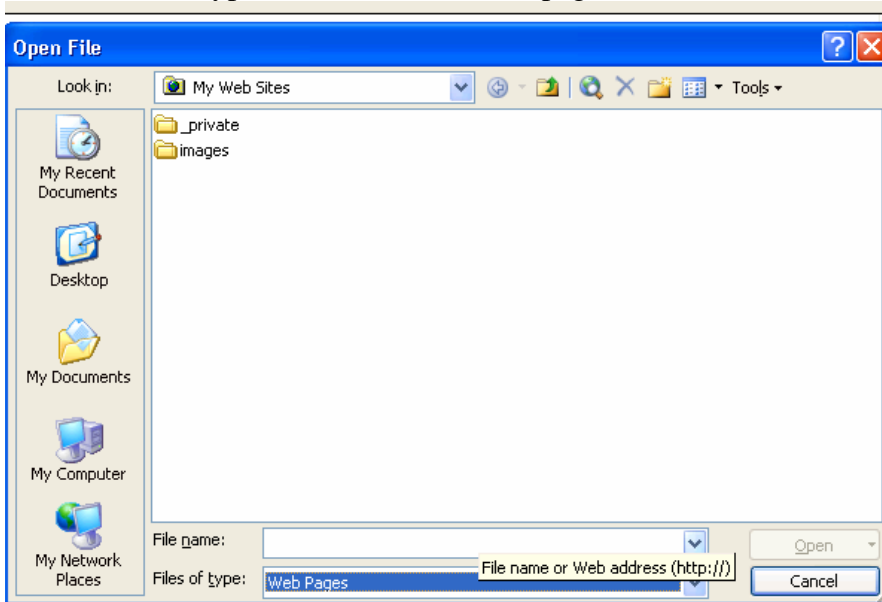 Open File
Look in:
My Web Sites
Tools
_private
images
My Recent
Documents
Desktop
My Documents
My Computer
My Network
Places
File name:
File name or Web address (http://)
Open
Files of type:
Web Pages
Cancel